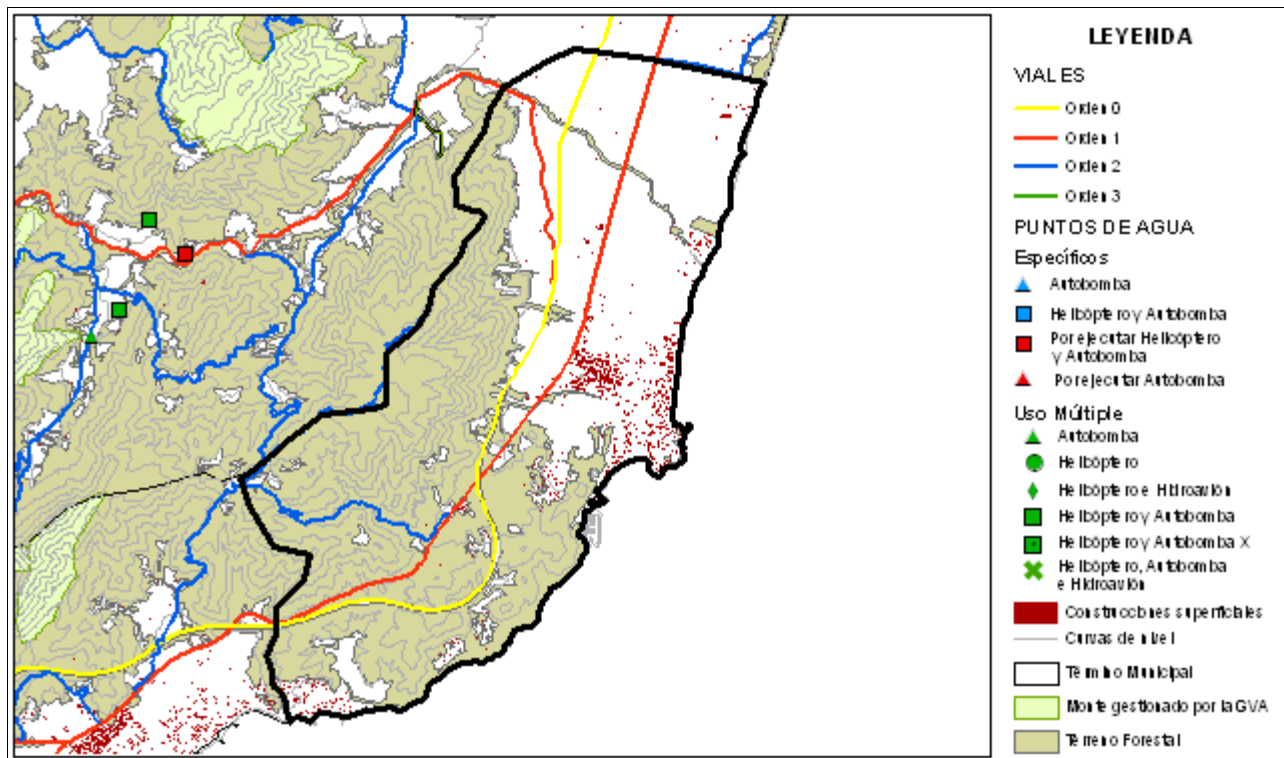 LEYENDA
VIALES
Orden 0
Orden 1
Orden 2
Orden 3
PUNTOS DE AGUA
Específicos
Autobomba
Helicóptero y Autobomba
Por ejecutar Helicóptero
y Autobomba
Por ejecutar Autobomba
Uso Múltiple
Autobomba
Helicóptero
Helicóptero e Hidroavión
Helicóptero y Autobomba
Helicóptero y Autobomba X
Helicóptero, Autobomba
e Hidroavión
Construcciones superficiales
Curvas de nivel
Término Municipal
Monte gestionado por la GVA
Terreno Forestal